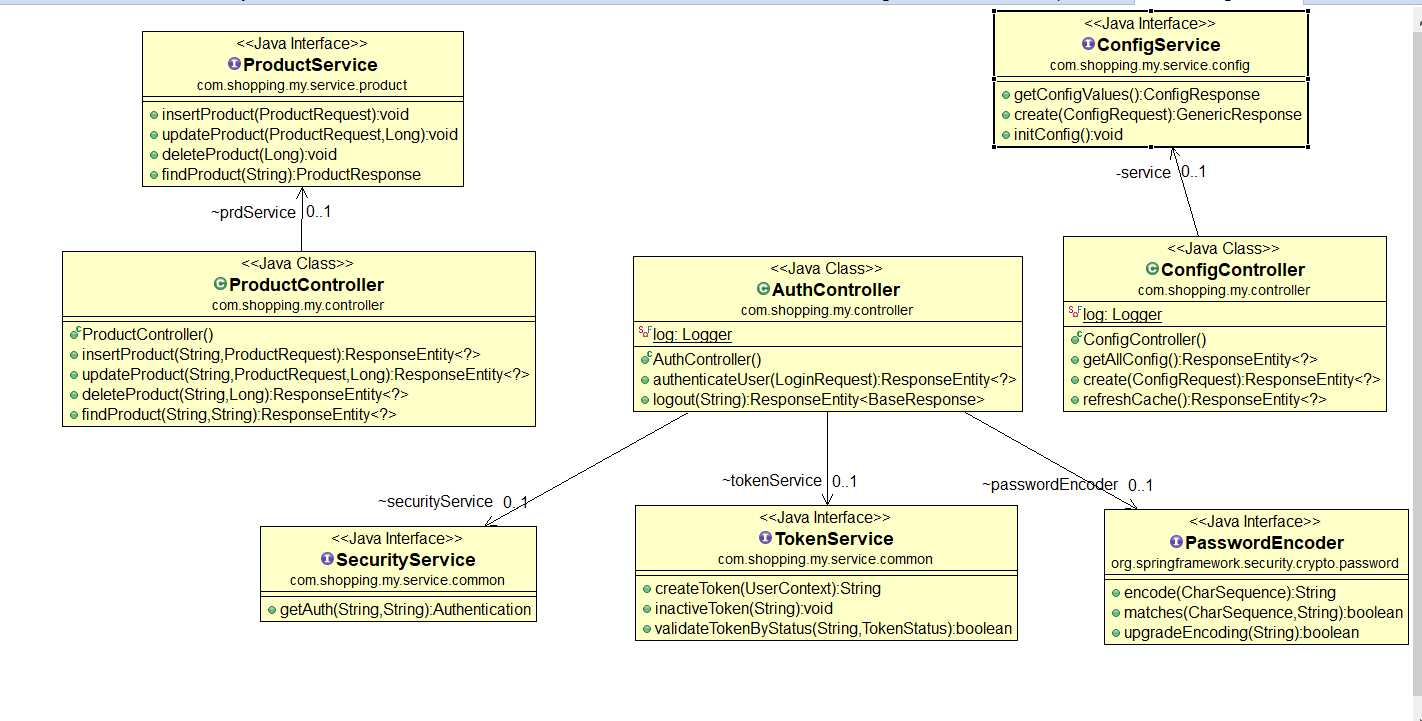 <<Java Interface>>
ProductService
com.shopping.my.service.product
insertProduct(ProductRequest):void
updateProduct(ProductRequest,Long):void
deleteProduct(Long):void
findProduct(String):ProductResponse
<<Java Interface>>
ConfigService
com.shopping.my.service.config
getConfigValues():ConfigResponse
create(ConfigRequest):GenericResponse
initConfig():void
~prdService 0..1
-service 0..1
<<Java Class>>
ProductController
com.shopping.my.controller
ProductController()
insertProduct(String,ProductRequest):ResponseEntity<?>
updateProduct(String,ProductRequest,Long):ResponseEntity<?>
deleteProduct(String,Long):ResponseEntity<?>
findProduct(String,String):ResponseEntity<?>
<<Java Class>>
AuthController
com.shopping.my.controller
log: Logger
AuthController()
authenticateUser(LoginRequest):ResponseEntity<?>
logout(String):ResponseEntity<BaseResponse>
<<Java Class>>
ConfigController
com.shopping.my.controller
log: Logger
ConfigController()
getAllConfig():ResponseEntity<?>
create(ConfigRequest):ResponseEntity<?>
refreshCache():ResponseEntity<?>
~securityService 0..1
~tokenService 0..1
~passwordEncoder 0..1
<<Java Interface>>
SecurityService
com.shopping.my.service.common
getAuth(String,String):Authentication
<<Java Interface>>
TokenService
com.shopping.my.service.common
createToken(UserContext):String
inactiveToken(String):void
validateTokenByStatus(String,TokenStatus):boolean
<<Java Interface>>
PasswordEncoder
org.springframework.security.crypto.password
encode(CharSequence):String
matches(CharSequence,String):boolean
upgradeEncoding(String):boolean